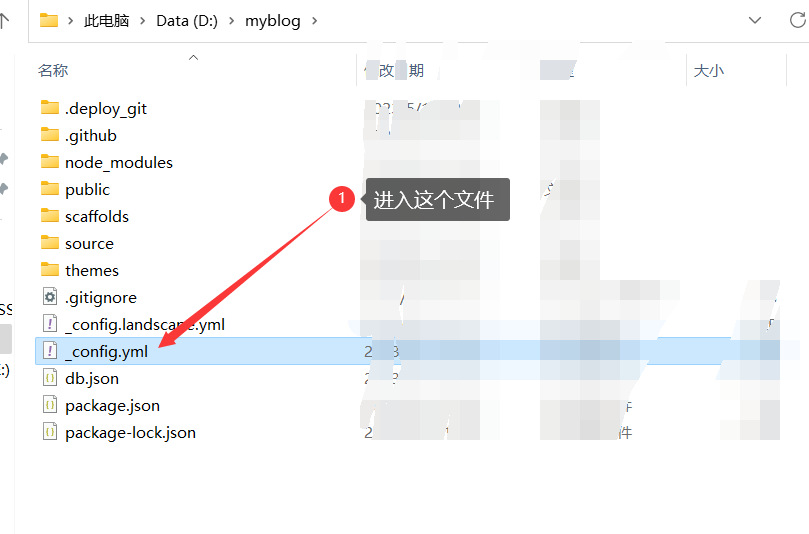 此电脑 > Data (D:) > myblog >
名称 改 期 大小
.deploy_git
.github
node_modules
1 进入这个文件
public
scaffolds
source
themes
.gitignore
_config.landscape.yml
_config.yml
db.json
package.json
package-lock.json 件